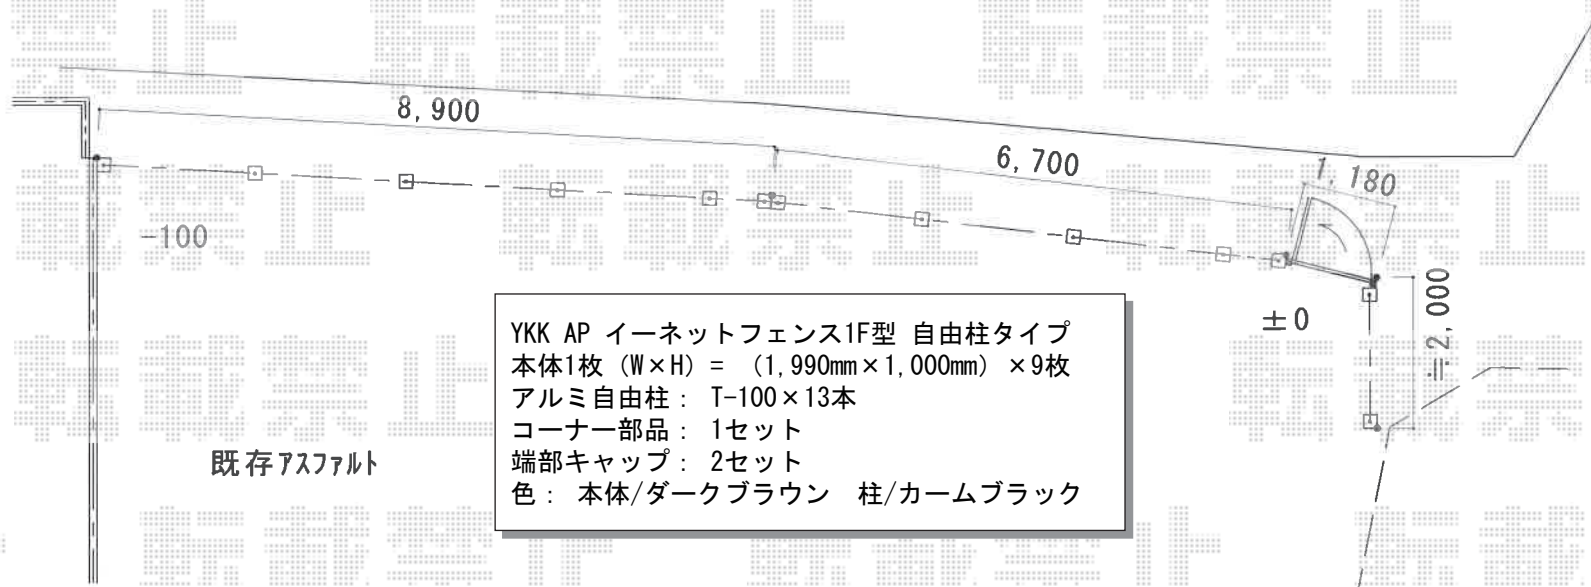 転載禁止
8,900
6,700
1,180
-100
±0
≒2,000
YKK AP イーネットフェンス1F型 自由柱タイプ
本体1枚（W×H）= （1,990mm×1,000mm）×9枚
アルミ自由柱： T-100×13本
コーナー部品： 1セット
端部キャップ： 2セット
色： 本体/ダークブラウン 柱/カームブラック
既存アスファルト